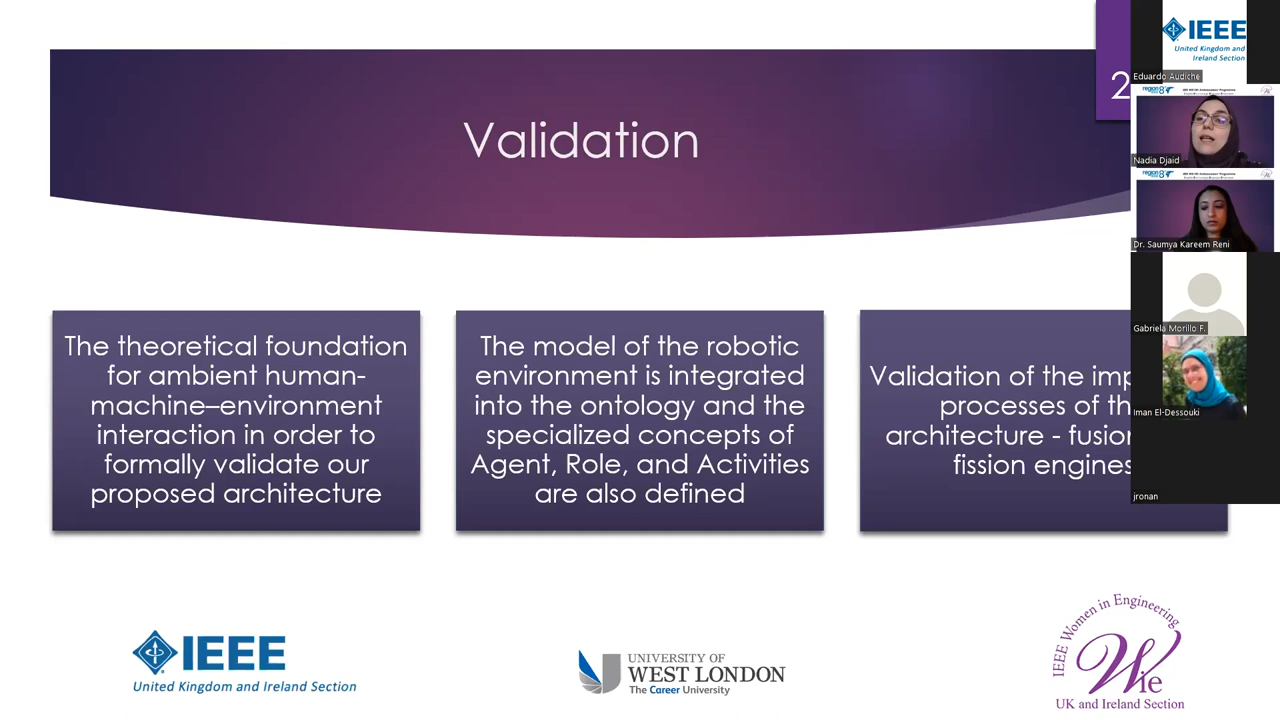 Validation
2
The theoretical foundation
for ambient human-
machine–environment
interaction in order to
formally validate our
proposed architecture
The model of the robotic
environment is integrated
into the ontology and the
specialized concepts of
Agent, Role, and Activities
are also defined
Validation of the
processes of
architecture -
fission engines
IEEE
United Kingdom and
Ireland Section
Eduardo Audiche
Nadia Djaid
Dr. Saumya Kareem Reni
Gabriela Morillo F.
Iman El-Dessouki
jronan
IEEE
United Kingdom and Ireland Section
UNIVERSITY OF
WEST LONDON
The Career University
IEEE Women in Engineering
Wie
UK and Ireland Section